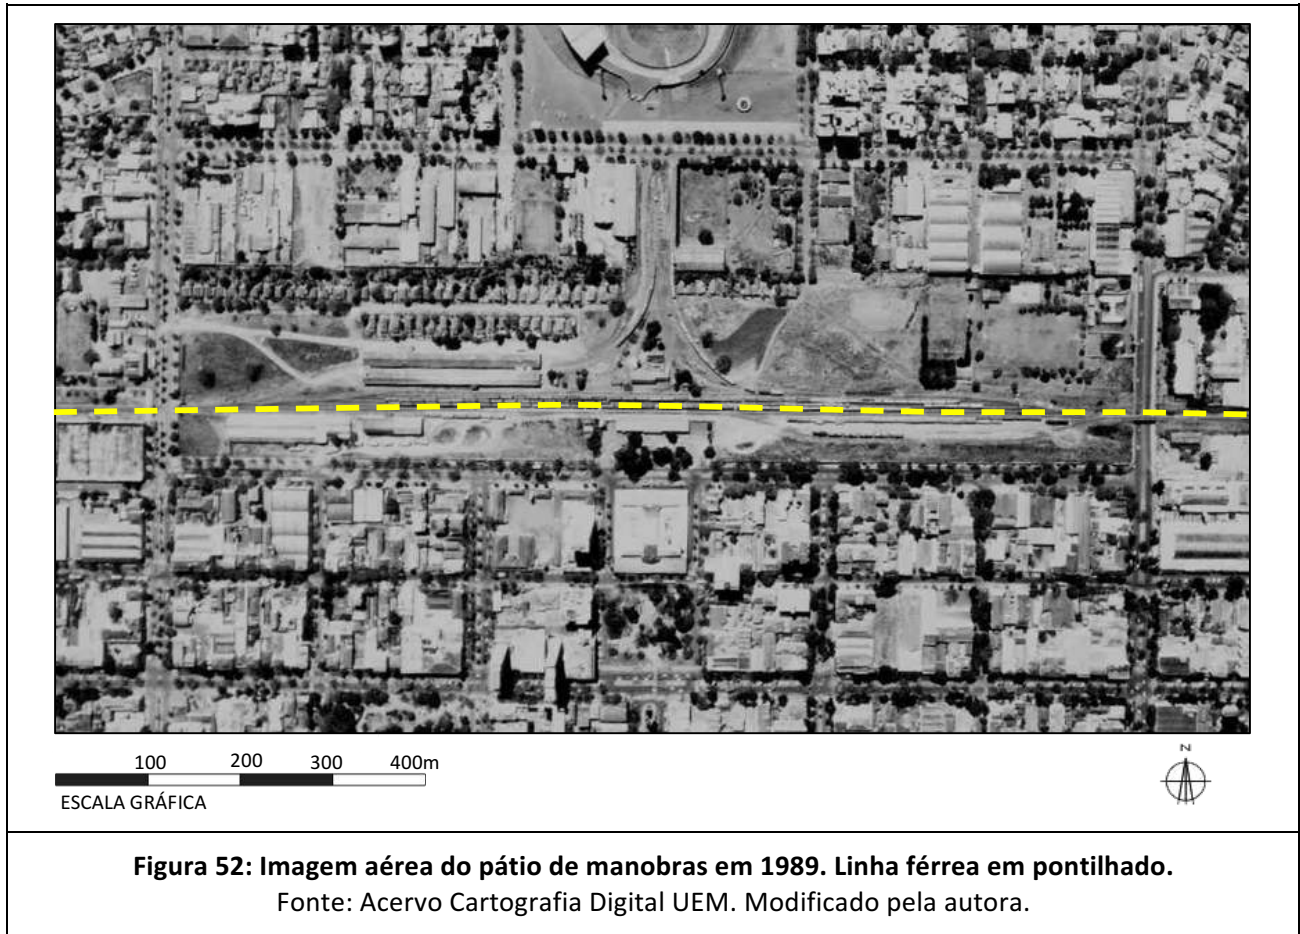 100 200 300 400m
N
ESCALA GRÁFICA
Figura 52: Imagem aérea do pátio de manobras em 1989. Linha férrea em pontilhado.
Fonte: Acervo Cartografia Digital UEM. Modificado pela autora.